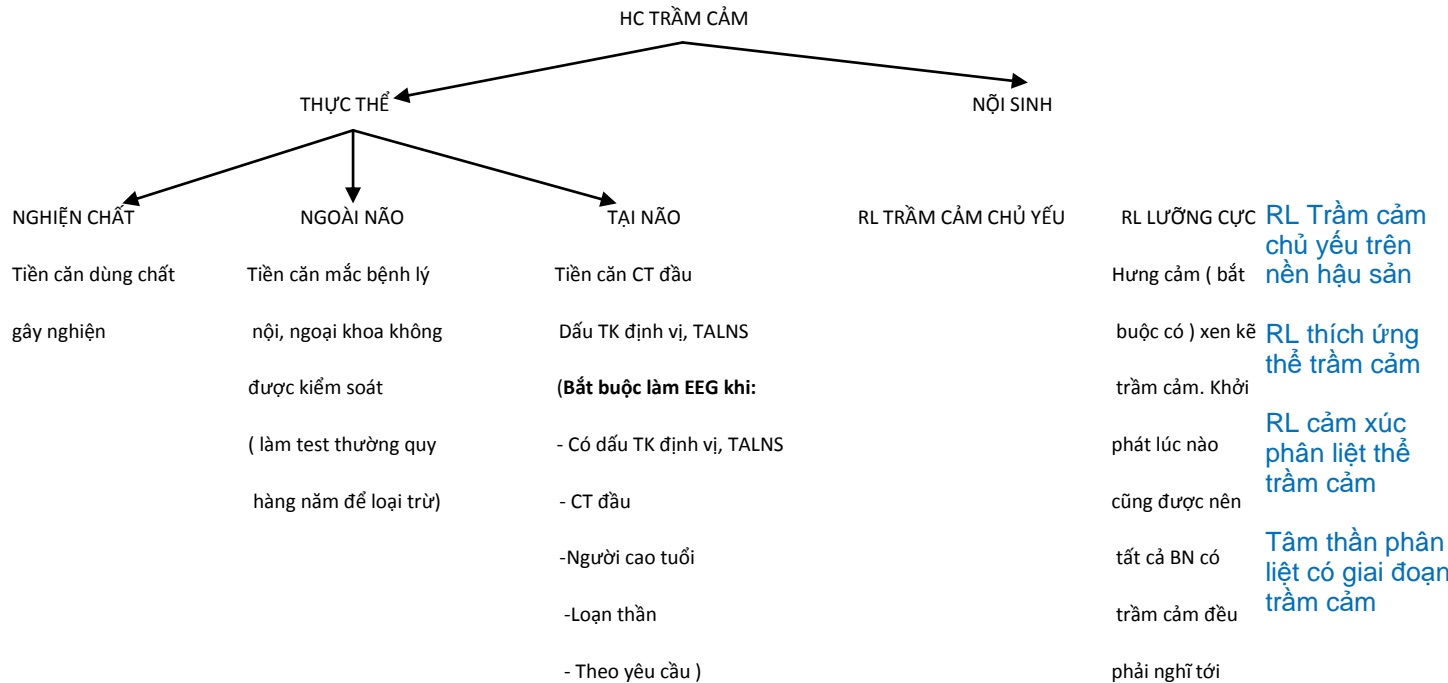 HC TRẦM CẢM
THỰC THỂ
NỘI SINH
NGHIỆN CHẤT
Tiền căn dùng chất
gây nghiện
NGOÀI NÃO
Tiền căn mắc bệnh lý
nội, ngoại khoa không
được kiểm soát
( làm test thường quy
hàng năm để loại trừ)
TẠI NÃO
Tiền căn CT đầu
Dấu TK định vị, TALNS
(Bắt buộc làm EEG khi:
- Có dấu TK định vị, TALNS
- CT đầu
-Người cao tuổi
-Loạn thần
- Theo yêu cầu )
RL TRẦM CẢM CHỦ YẾU
RL LƯỠNG CỰC
Hưng cảm ( bắt
buộc có ) xen kẽ
trầm cảm. Khởi
phát lúc nào
cũng được nên
tất cả BN có
trầm cảm đều
phải nghĩ tới
RL Trầm cảm
chủ yếu trên
nền hậu sản
RL thích ứng
thể trầm cảm
RL cảm xúc
phân liệt thể
trầm cảm
Tâm thần phân
liệt có giai đoạn
trầm cảm